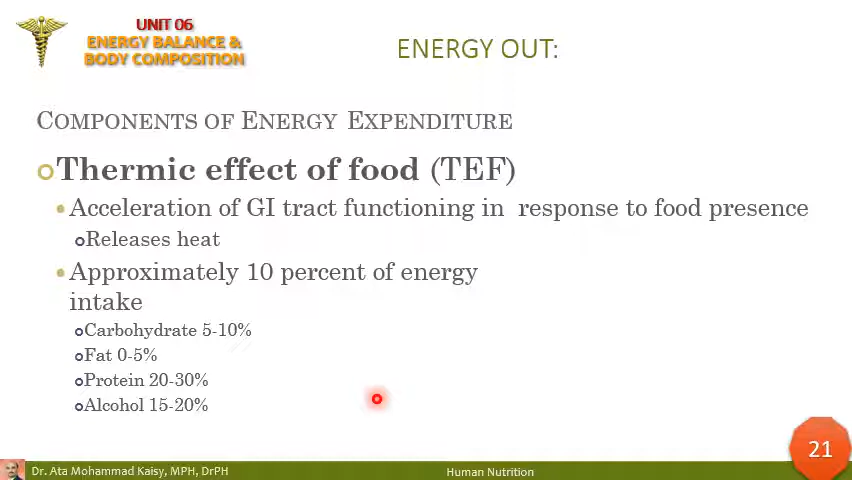 UNIT 06
ENERGY BALANCE &
BODY COMPOSITION
ENERGY OUT:
COMPONENTS OF ENERGY EXPENDITURE
Thermic effect of food (TEF)
Acceleration of GI tract functioning in response to food presence
Releases heat
Approximately 10 percent of energy
intake
Carbohydrate 5-10%
Fat 0-5%
Protein 20-30%
Alcohol 15-20%
21
Dr. Ata Mohammad Kaisy, MPH, DrPH
Human Nutrition